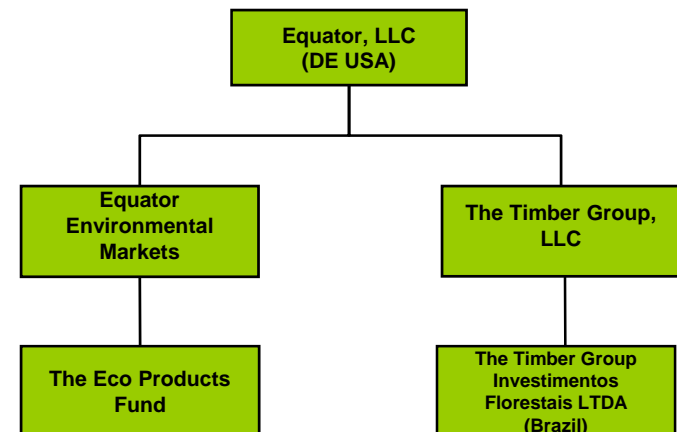 Equator, LLC
(DE USA)
Equator
Environmental
Markets
The Timber Group,
LLC
The Eco Products
Fund
The Timber Group
Investimentos
Florestais LTDA
(Brazil)